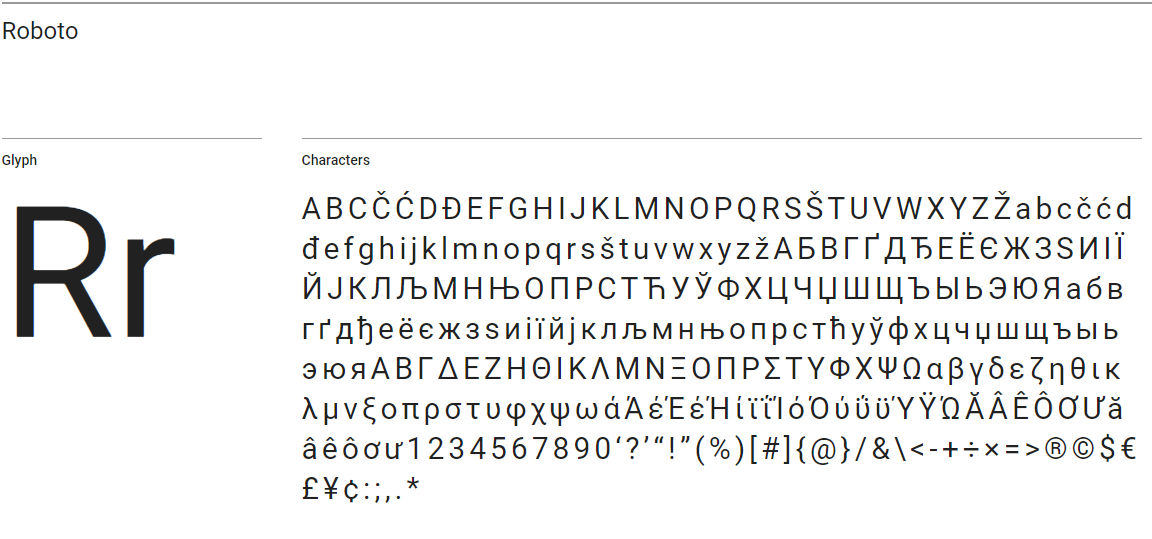 Roboto
Glyph
Characters
Rr
ABCČĆDĐEFGHIJKLMNOPQRSŠTUVWXYZŽabcčćd
đefghijklmnopqrsštuvwxyzžАБВГҐДЂЕЁЄЖЗЅИІЇ
ЙЈКЛЉМНЊОПРСТЋУЎФХЦЧЏШЩЪЫЬЭЮЯабв
гґдђеёєжзѕиіїйјклљмнњопрстћуўфхцчџшщъыь
эюяΑΒΓΔΕΖΗΘΙΚΛΜΝΞΟΠΡΣΤΥΦΧΨΩαβγδεζηθικ
λμνξοπρστυφχψωάΆέΈέΉίϊΐΊόΌύΰϋΎΫΏĂÂÊÔƠƯă
âêôơư1234567890‘?’“!”(%)[#]{@}/&\<-+÷×=>®©$€
£¥¢:;,.*